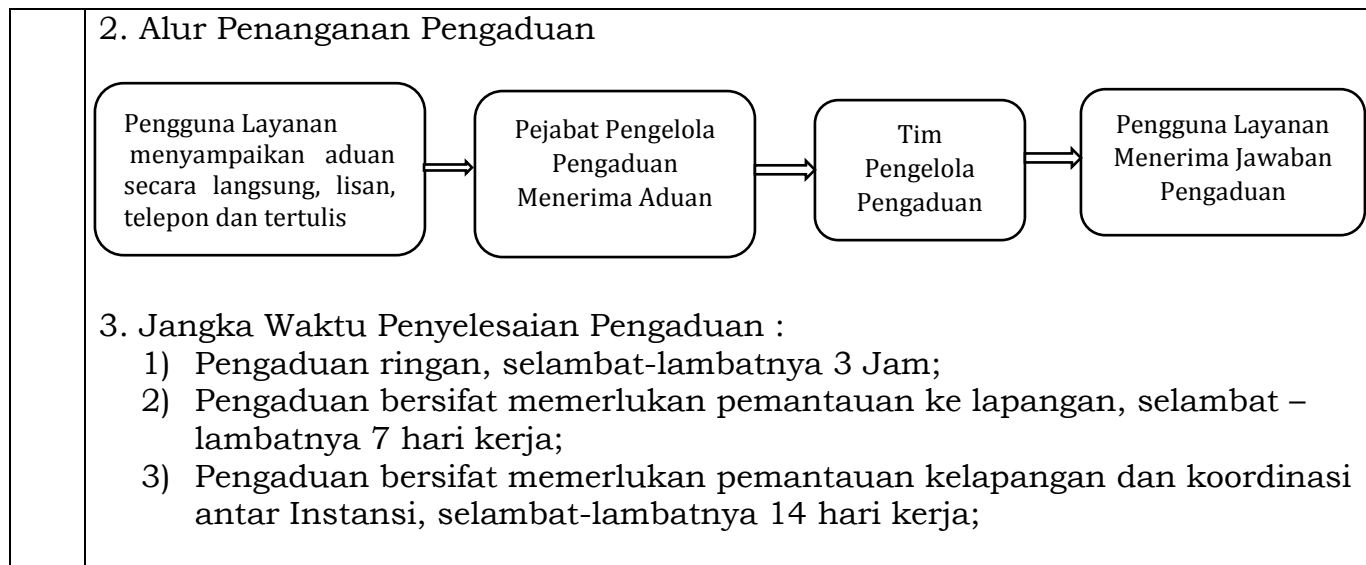 2. Alur Penanganan Pengaduan
Pengguna Layanan
menyampaikan aduan
secara langsung, lisan,
telepon dan tertulis
Pejabat Pengelola
Pengaduan
Menerima Aduan
Tim
Pengelola
Pengaduan
Pengguna Layanan
Menerima Jawaban
Pengaduan
3. Jangka Waktu Penyelesaian Pengaduan :
1) Pengaduan ringan, selambat-lambatnya 3 Jam;
2) Pengaduan bersifat memerlukan pemantauan ke lapangan, selambat –
lambatnya 7 hari kerja;
3) Pengaduan bersifat memerlukan pemantauan kelapangan dan koordinasi
antar Instansi, selambat-lambatnya 14 hari kerja;